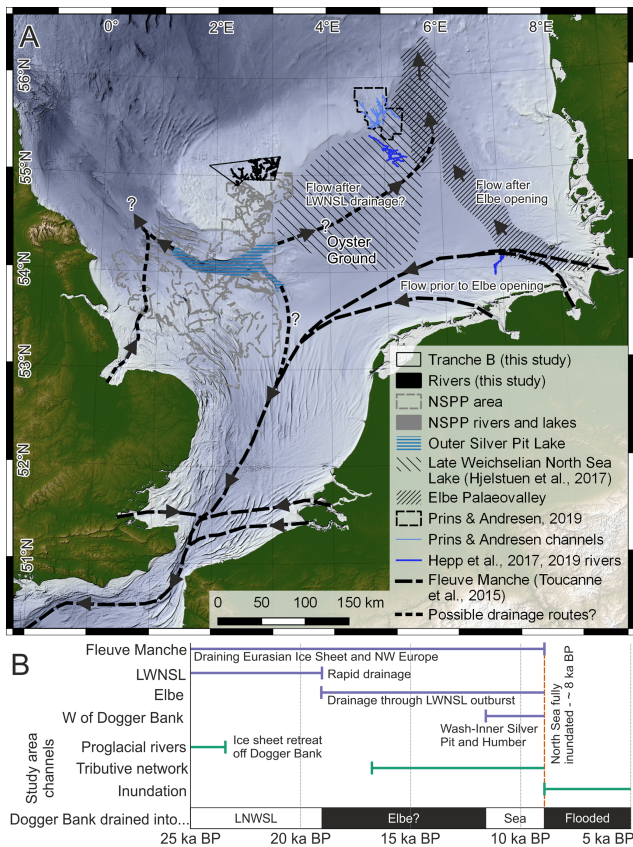 A
0°
2°E
4°E
6°E
8°E
56°N
55°N
54°N
53°N
52°N
51°N
?
Flow after
LWNSL drainage?
?
Oyster
Ground
Flow after
Elbe opening
Flow prior to Elbe opening
?
Tranche B (this study)
Rivers (this study)
NSPP area
NSPP rivers and lakes
Outer Silver Pit Lake
Late Weichselian North Sea
Lake (Hjelstuen et al., 2017)
Elbe Palaeovalley
Prins & Andresen, 2019
Prins & Andresen channels
Hepp et al., 2017, 2019 rivers
Fleuve Manche (Toucanne
et al., 2015)
Possible drainage routes?
0 50 100 150 km
B
Fleuve Manche
Draining Eurasian Ice Sheet and NW Europe
LWNSL
Rapid drainage
Elbe
Drainage through LWNSL outburst
W of Dogger Bank
Wash-Inner Silver
Pit and Humber
North Sea fully
inundated - ~ 8 ka BP
Study area
channels
Proglacial rivers
Ice sheet retreat
off Dogger Bank
Tributive network
Inundation
Dogger Bank drained into...
LNWSL
Elbe?
Sea
Flooded
25 ka BP
20 ka BP
15 ka BP
10 ka BP
5 ka BP